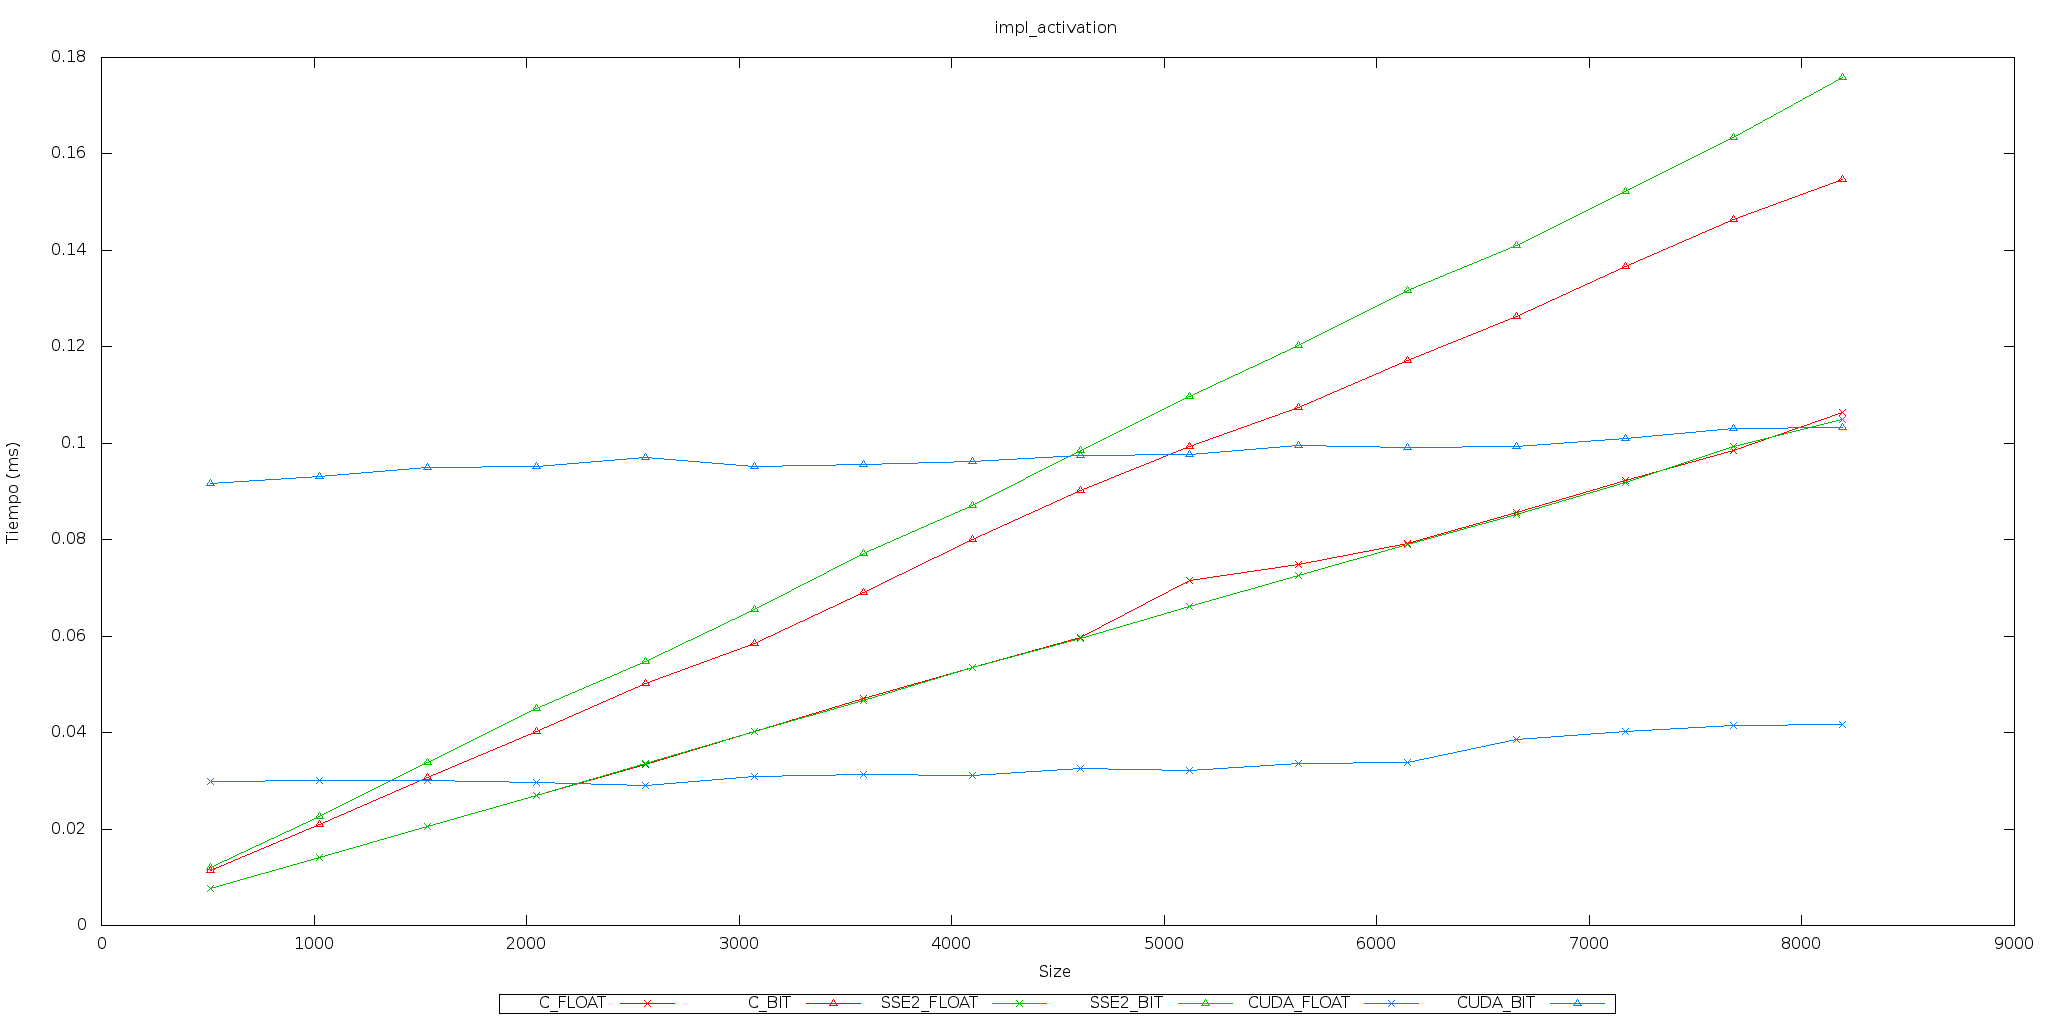 impl_activation
0.18
0.16
0.14
0.12
0.1
0.08
0.06
0.04
0.02
0
Tiempo (ms)
0 1000 2000 3000 4000 5000 6000 7000 8000 9000
Size
C_FLOAT C_BIT SSE2_FLOAT SSE2_BIT CUDA_FLOAT CUDA_BIT